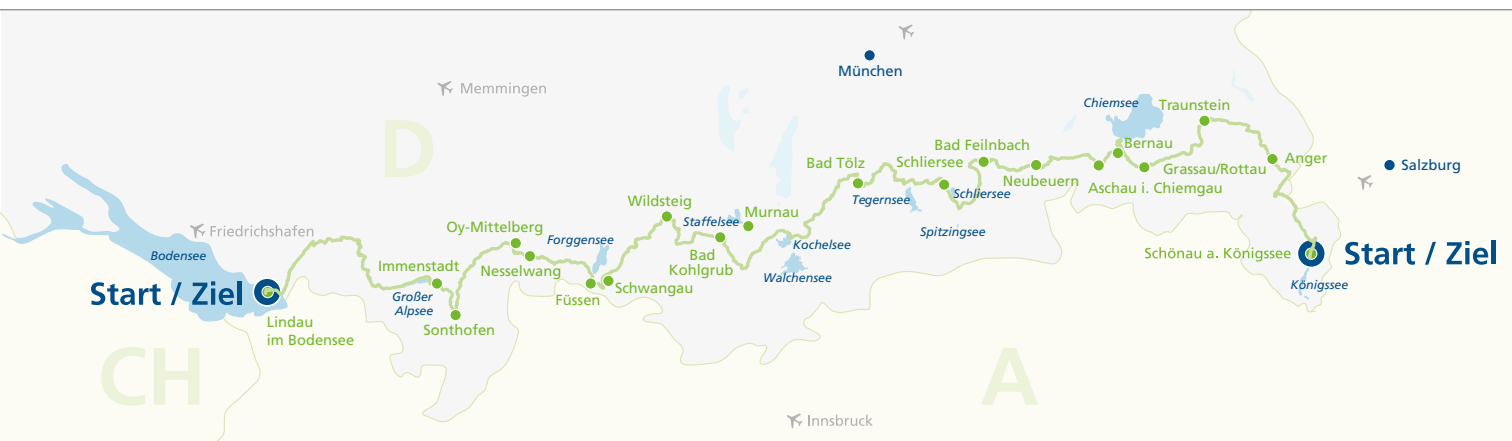 München
Memmingen
D
Chiemsee
Traunstein
Bernau
Bad Feilnbach
Bad Tölz
Schliersee
Anger
Salzburg
Grassau/Rottau
Neubeuern
Aschau i. Chiemgau
Schliersee
Tegernsee
Wildsteig
Staffelsee
Murnau
Spitzingsee
Oy-Mittelberg
Friedrichshafen
Forggensee
Kochelsee
Bodensee
Bad
Kohlgrub
Schönau a. Königssee
Start / Ziel
Immenstadt
Nesselwang
Walchensee
Königssee
Start / Ziel
Großer
Alpsee
Füssen
Schwangau
Lindau
im Bodensee
Sonthofen
CH
A
Innsbruck